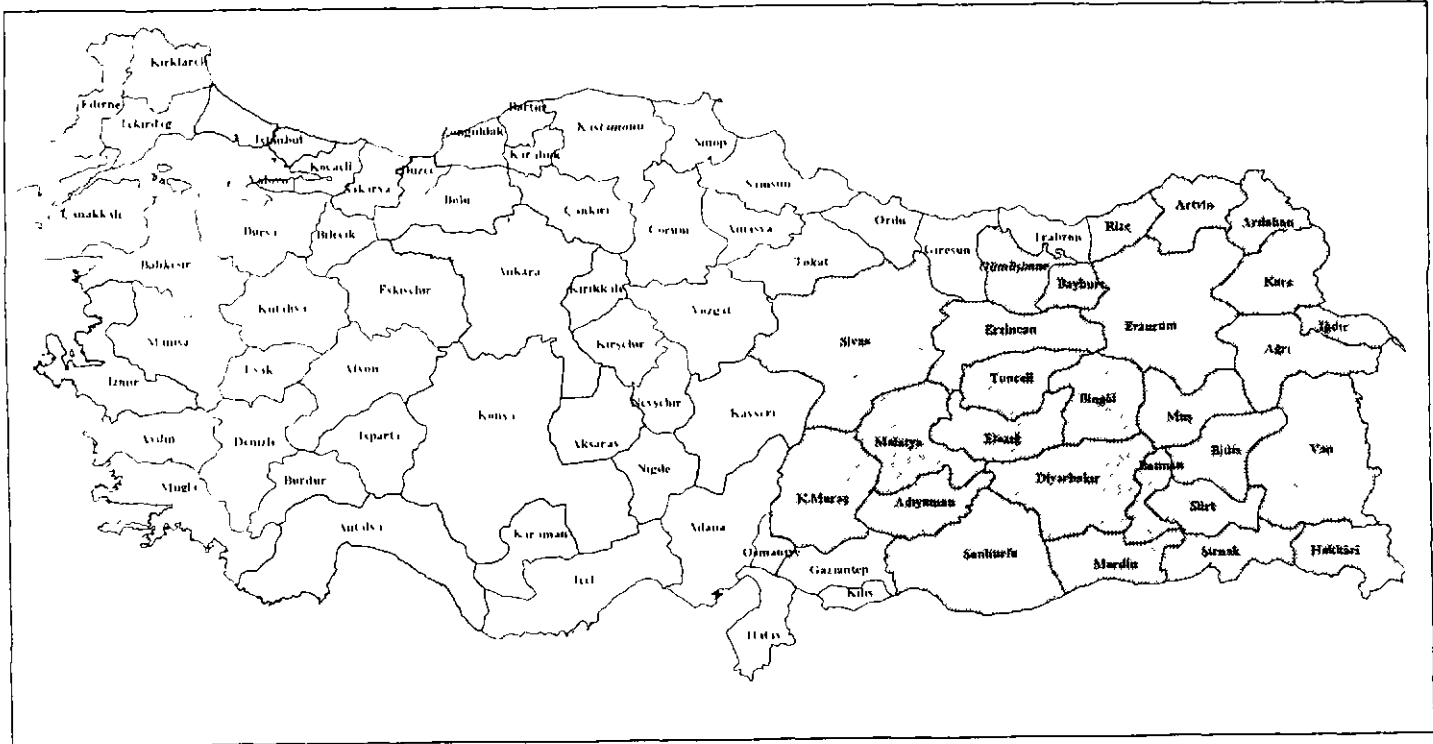 Kırklareli
Edirne
Tekirdağ
İstanbul
Kocaeli
Yalova
Sakarya
Düzce
Zonguldak
Bartın
Karabük
Kastamonu
Sinop
Samsun
Çanakkale
Bursa
Bilecik
Bolu
Çankırı
Çorum
Amasya
Tokat
Ordu
Giresun
Gümüşhane
Trabzon
Rize
Artvin
Ardahan
Bayburt
Kars
Iğdır
Balıkesir
Kütahya
Eskişehir
Ankara
Kırıkkale
Yozgat
Sivas
Erzincan
Erzurum
Ağrı
Manisa
Uşak
Afyon
Kırşehir
Tunceli
Bingöl
Muş
İzmir
Konya
Nevşehir
Kayseri
Malatya
Elazığ
Bitlis
Van
Aydın
Denizli
Isparta
Aksaray
Niğde
K.Maraş
Adıyaman
Diyarbakır
Batman
Siirt
Muğla
Burdur
Antalya
Karaman
Adana
Osmaniye
Gaziantep
Şanlıurfa
Mardin
Şırnak
Hakkâri
İçel
Kilis
Hatay